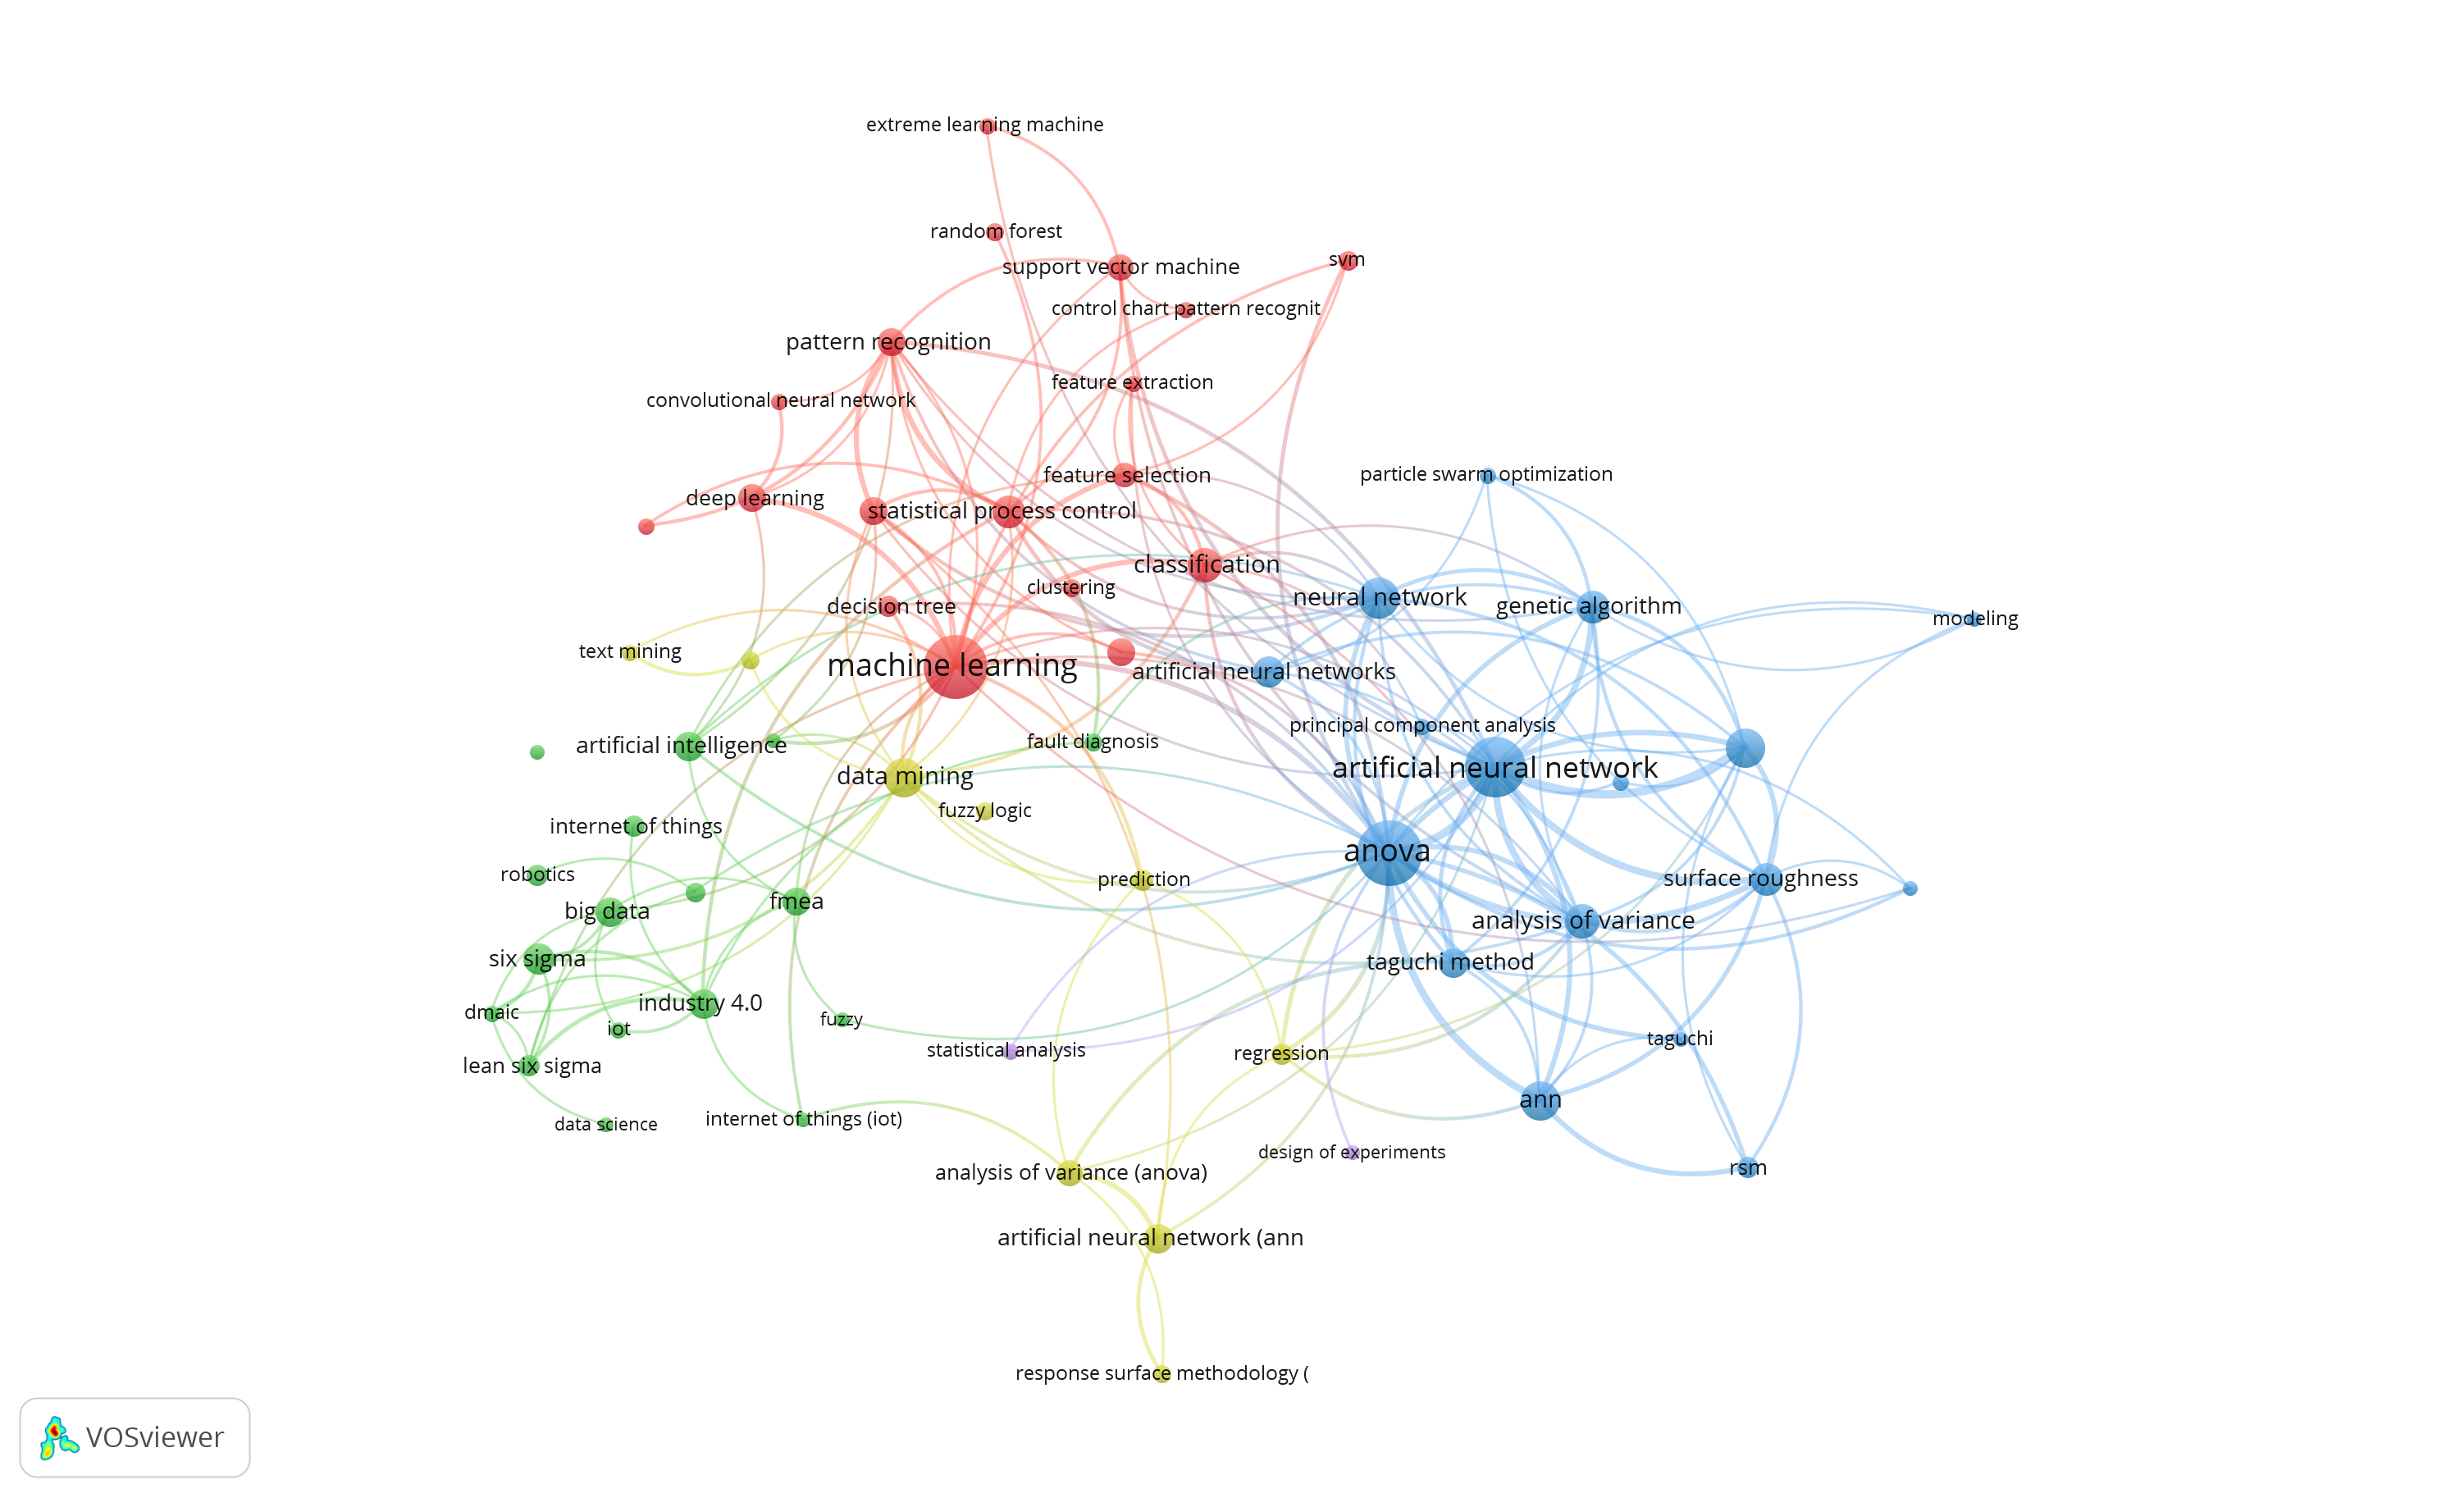 extreme learning machine
random forest
support vector machine
svm
control chart pattern recognit
pattern recognition
feature extraction
convolutional neural network
feature selection
particle swarm optimization
deep learning
statistical process control
classification
clustering
neural network
genetic algorithm
decision tree
modeling
text mining
machine learning
artificial neural networks
principal component analysis
artificial intelligence
fault diagnosis
data mining
artificial neural network
fuzzy logic
internet of things
anova
robotics
prediction
surface roughness
fmea
big data
analysis of variance
six sigma
taguchi method
industry 4.0
dmaic
fuzzy
iot
taguchi
statistical analysis
regression
lean six sigma
ann
internet of things (iot)
data science
design of experiments
rsm
analysis of variance (anova)
artificial neural network (ann
response surface methodology (
VOSviewer